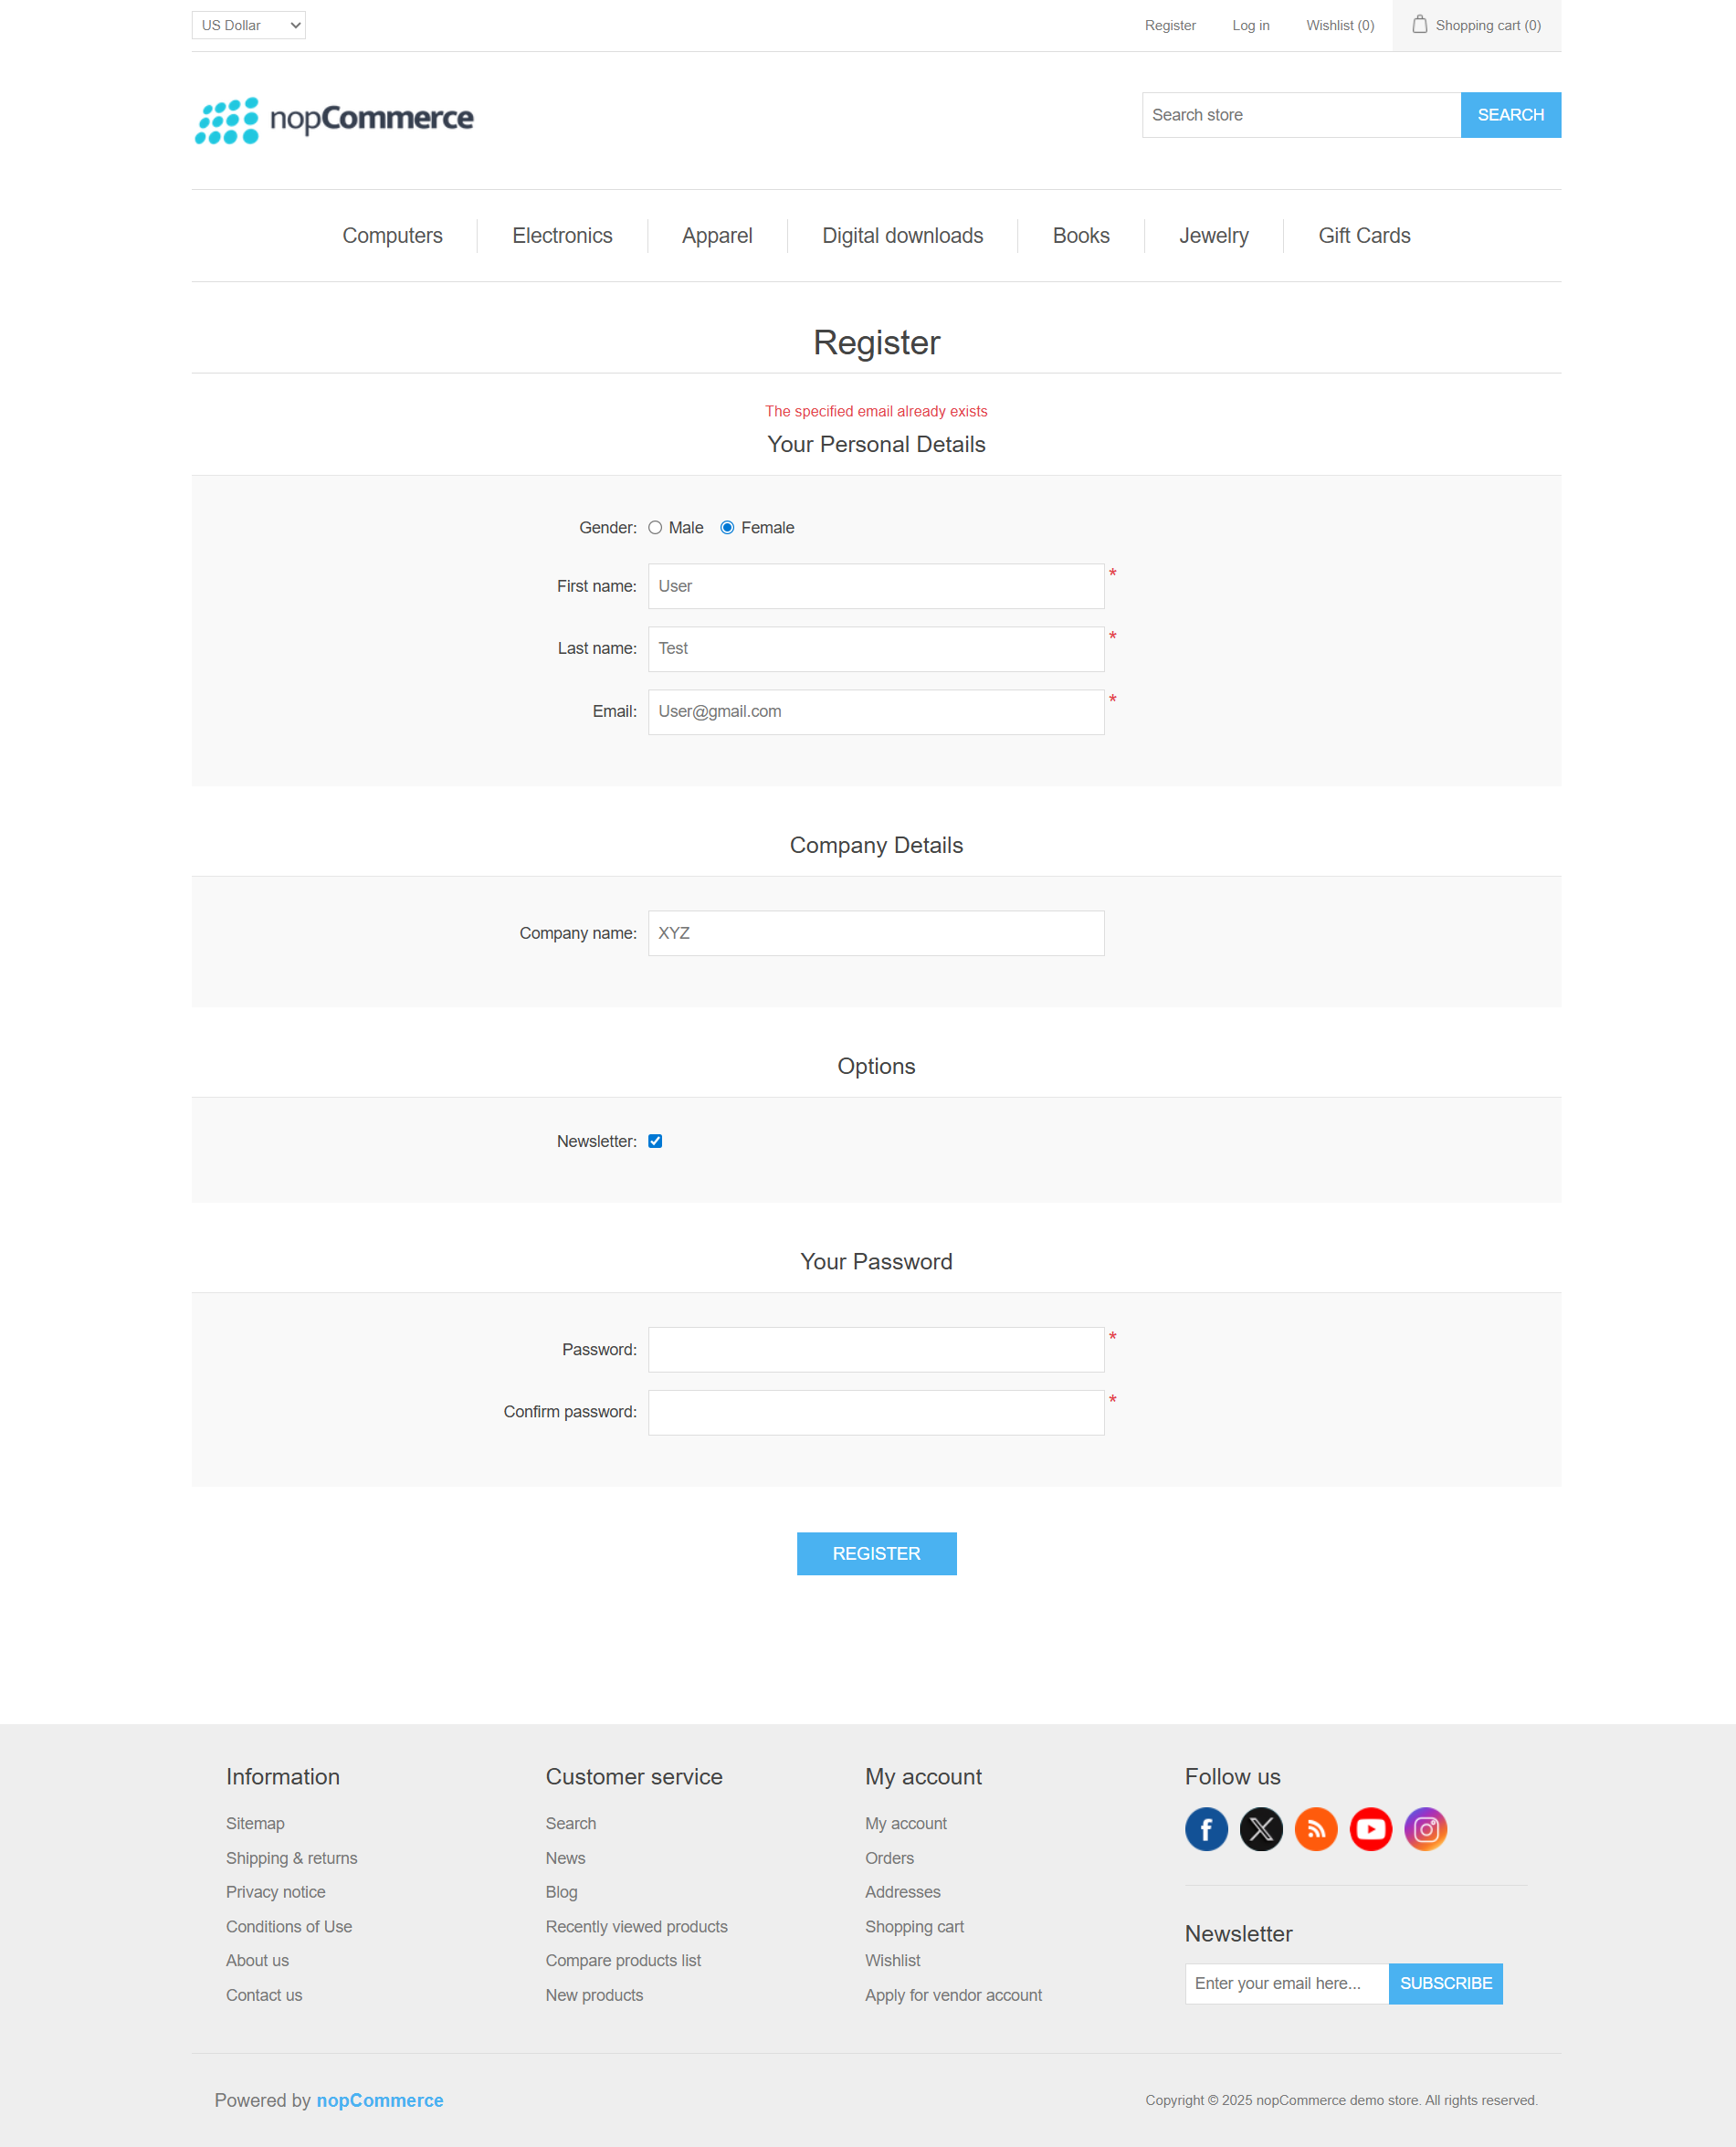 US Dollar
Register
Log in
Wishlist (0)
Shopping cart (0)
nopCommerce
Search store
SEARCH
Computers
Electronics
Apparel
Digital downloads
Books
Jewelry
Gift Cards
Register
The specified email already exists
Your Personal Details
Gender: Male Female
First name: User *
Last name: Test *
Email: User@gmail.com *
Company Details
Company name: XYZ
Options
Newsletter:
Your Password
Password: *
Confirm password: *
REGISTER
Information
Sitemap
Shipping & returns
Privacy notice
Conditions of Use
About us
Contact us
Customer service
Search
News
Blog
Recently viewed products
Compare products list
New products
My account
My account
Orders
Addresses
Shopping cart
Wishlist
Apply for vendor account
Follow us
Newsletter
Enter your email here...
SUBSCRIBE
Powered by nopCommerce
Copyright © 2025 nopCommerce demo store. All rights reserved.